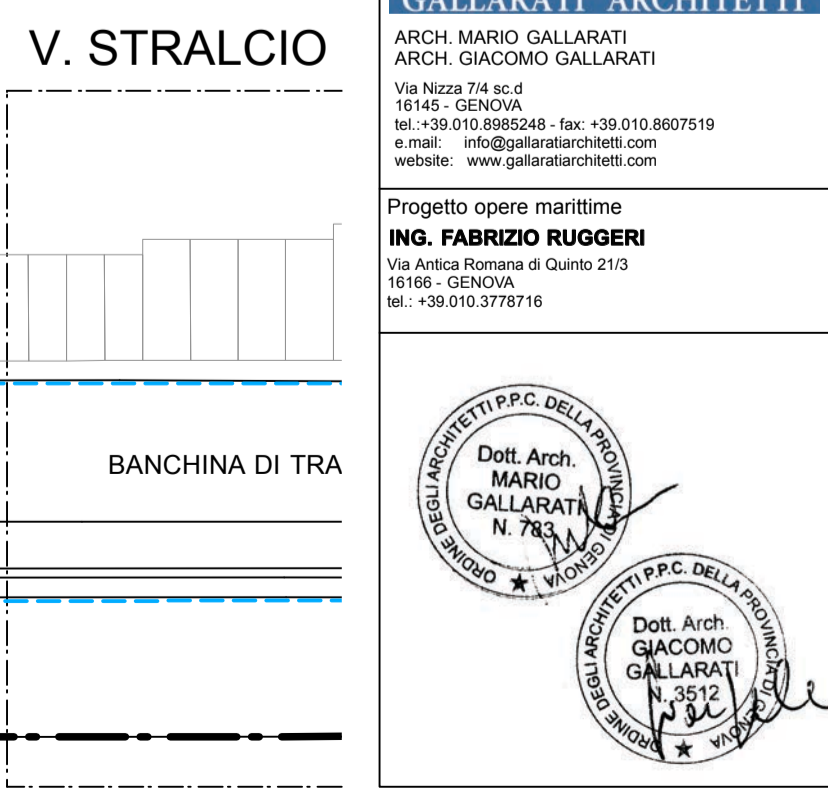 V. STRALCIO
BANCHINA DI TRA
GALLARATI ARCHITETTI
ARCH. MARIO GALLARATI
ARCH. GIACOMO GALLARATI
Via Nizza 7/4 sc.d
16145 - GENOVA
tel.:+39.010.8985248 - fax: +39.010.8607519
e.mail: info@gallaratiarchitetti.com
website: www.gallaratiarchitetti.com
Progetto opere marittime
ING. FABRIZIO RUGGERI
Via Antica Romana di Quinto 21/3
16166 - GENOVA
tel.: +39.010.3778716
ORDINE DEGLI ARCHITETTI P.P.C. DELLA PROVINCIA DI GENOVA
Dott. Arch.
MARIO
GALLARATI
N. 783
ORDINE DEGLI ARCHITETTI P.P.C. DELLA PROVINCIA DI GENOVA
Dott. Arch.
GIACOMO
GALLARATI
N. 3512